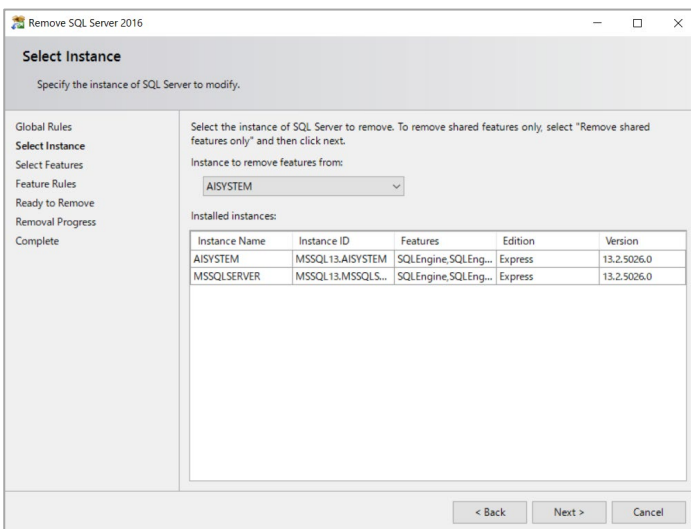 Remove SQL Server 2016
Select Instance
Specify the instance of SQL Server to modify.
Global Rules
Select Instance
Select Features
Feature Rules
Ready to Remove
Removal Progress
Complete
Select the instance of SQL Server to remove. To remove shared features only, select "Remove shared
features only" and then click next.
Instance to remove features from:
AISYSTEM
Installed instances:
Instance Name Instance ID Features Edition Version
AISYSTEM MSSQL13.AISYSTEM SQLEngine,SQLEng... Express 13.2.5026.0
MSSQLSERVER MSSQL13.MSSQLS... SQLEngine,SQLEng... Express 13.2.5026.0
< Back Next > Cancel